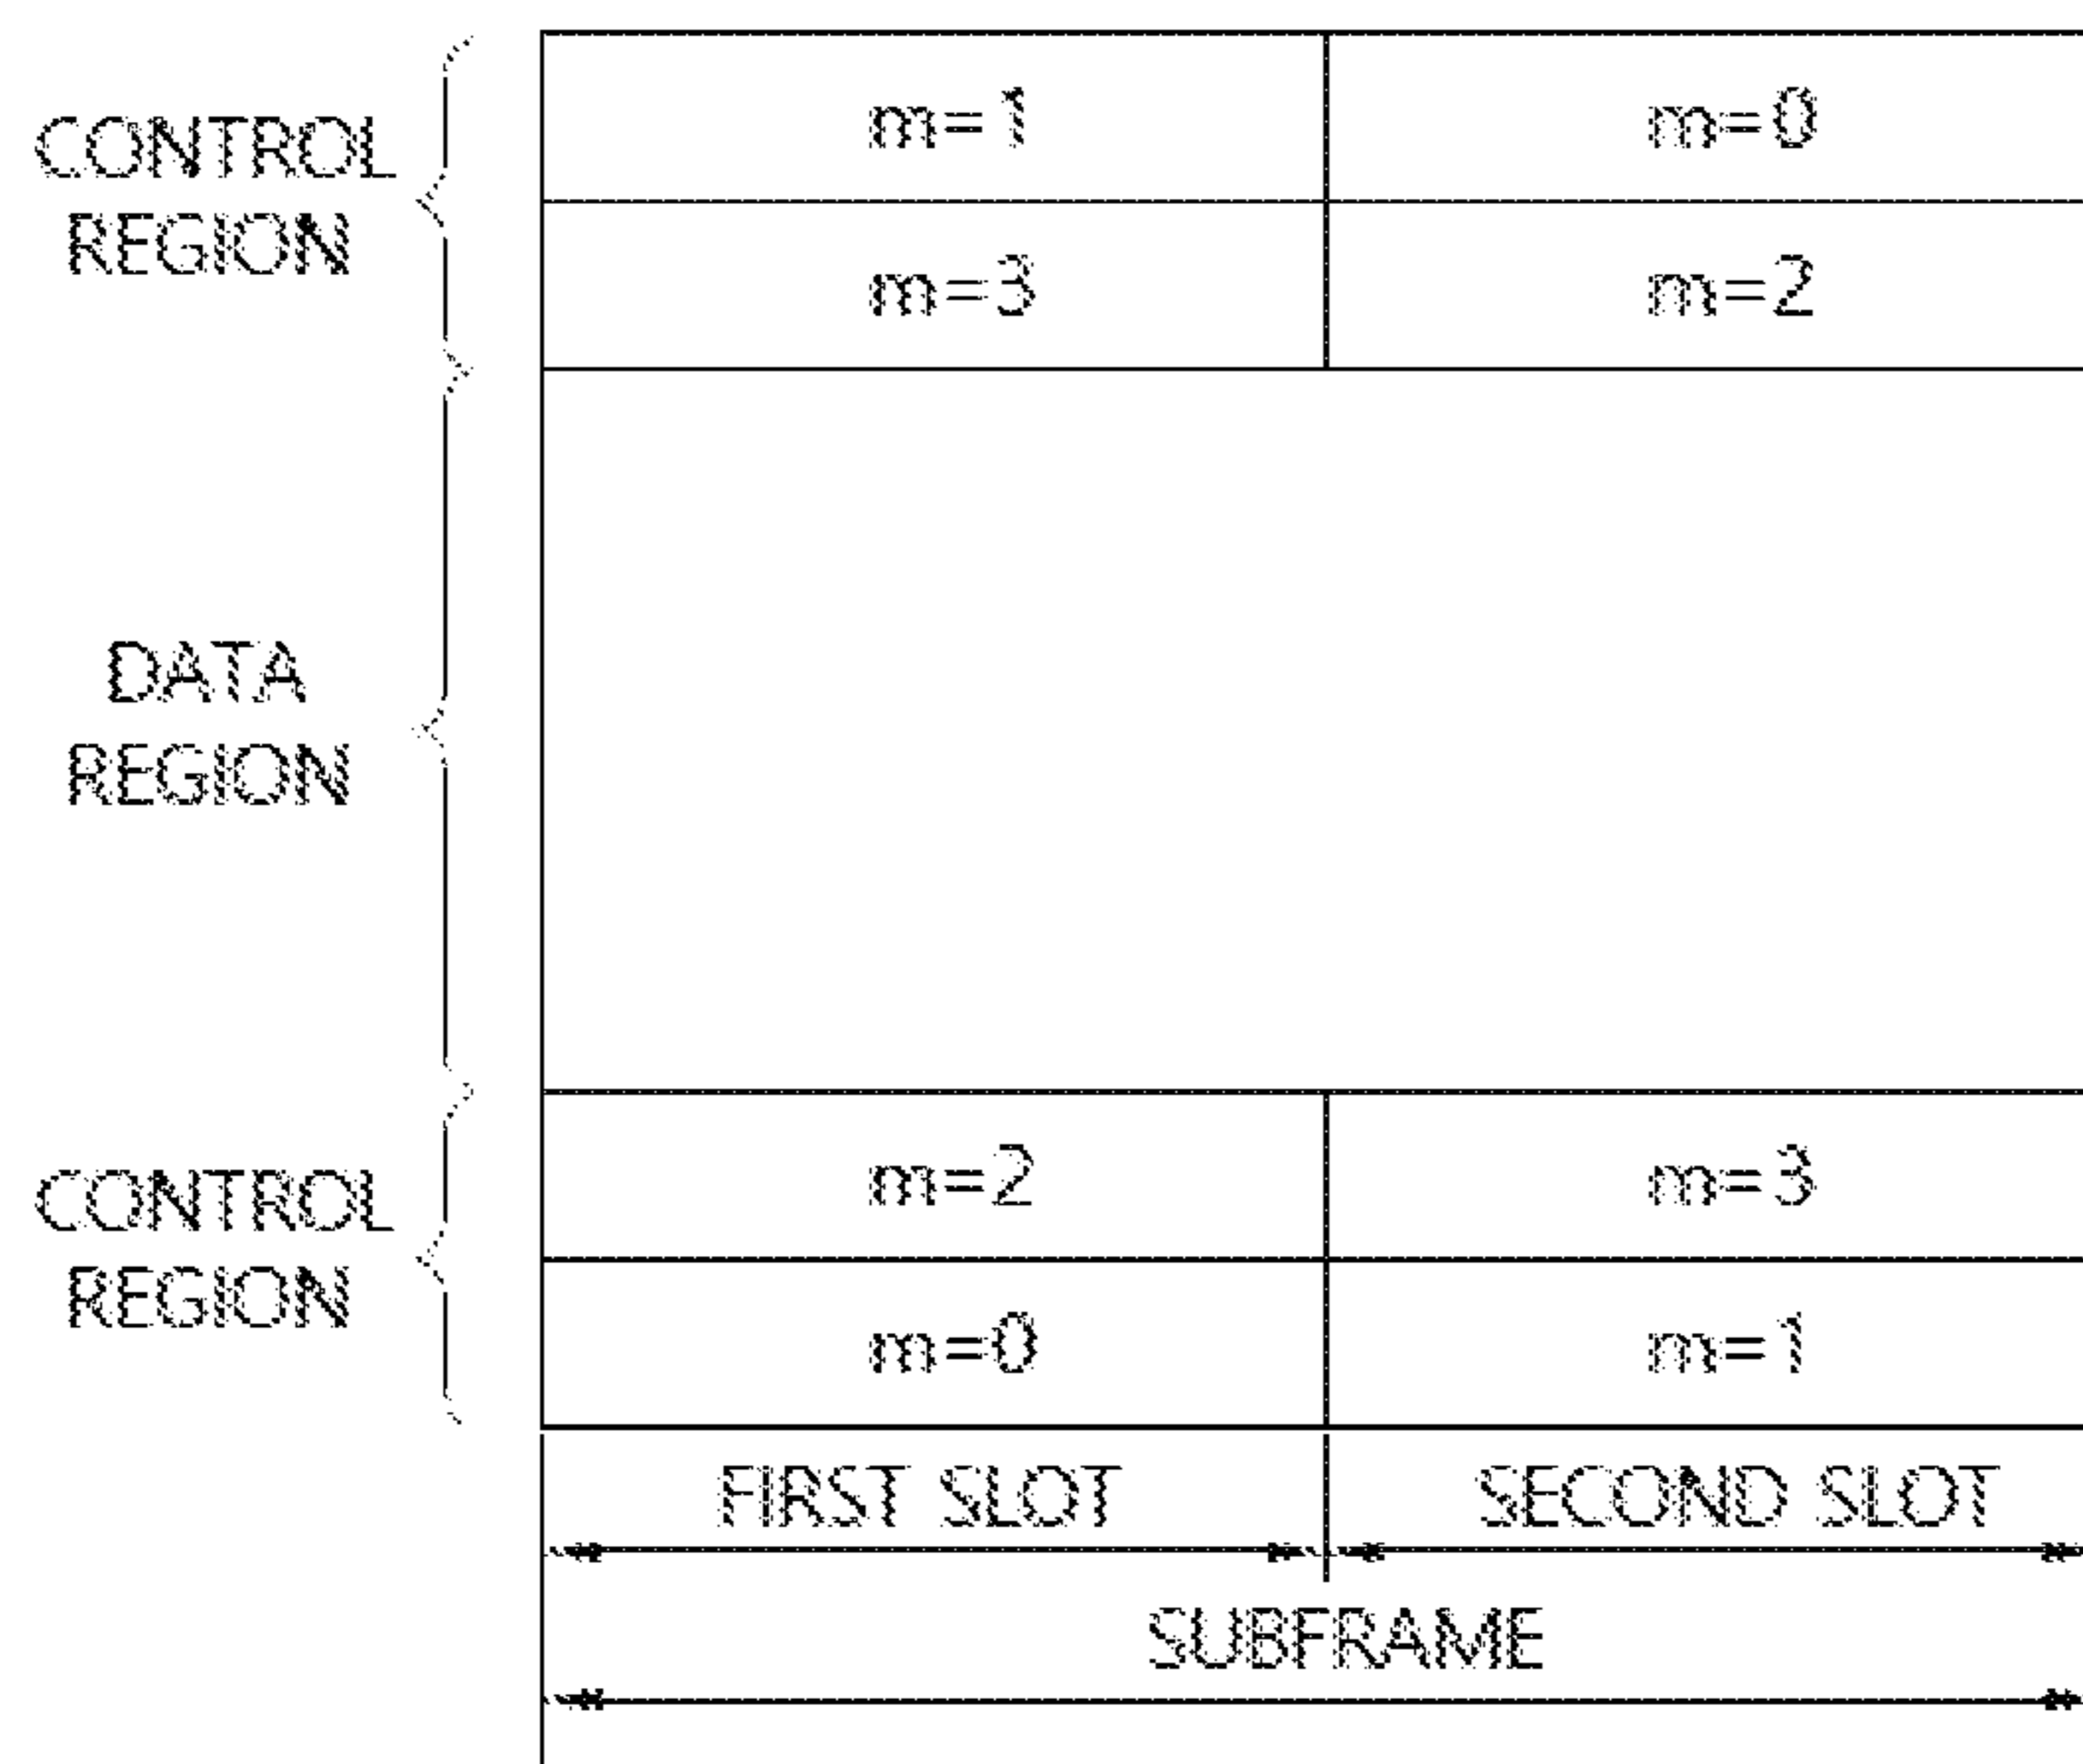 m=1 m=0
CONTROL
REGION
m=3 m=2
DATA
REGION
m=2 m=3
CONTROL
REGION
m=0 m=1
FIRST SLOT SECOND SLOT
SUBFRAME